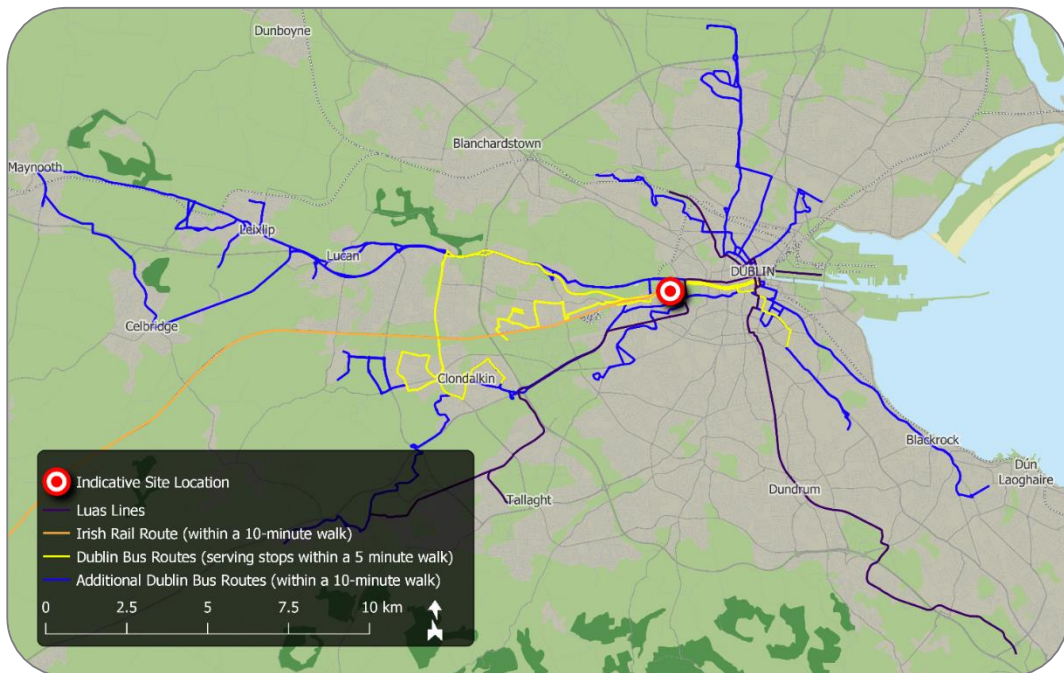 Dunboyne
Blanchardstown
Maynooth
Leixlip
Lucan
DUBLIN
Celbridge
Clondalkin
Blackrock
Dún
Laoghaire
Dundrum
Tallaght
Indicative Site Location
Luas Lines
Irish Rail Route (within a 10-minute walk)
Dublin Bus Routes (serving stops within a 5 minute walk)
Additional Dublin Bus Routes (within a 10-minute walk)
0 2.5 5 7.5 10 km